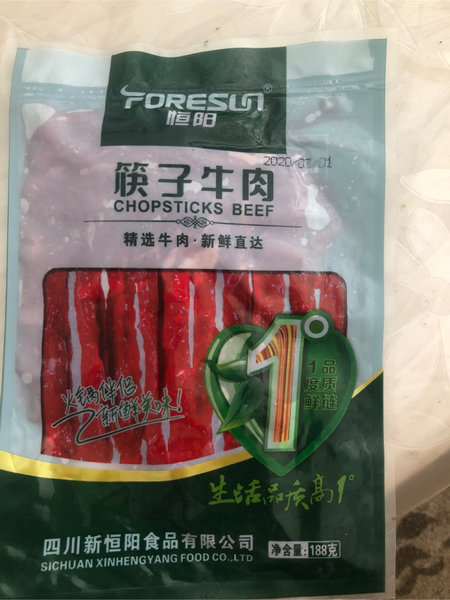 FORESUN®
恒阳
2020/03/01
筷子牛肉
CHOPSTICKS BEEF
精选牛肉·新鲜直达
火锅伴侣
新鲜美味!
1°
1品
度质
鲜链
生活品质高1°
四川新恒阳食品有限公司
SICHUAN XINHENGYANG FOOD CO.,LTD
净含量:188克